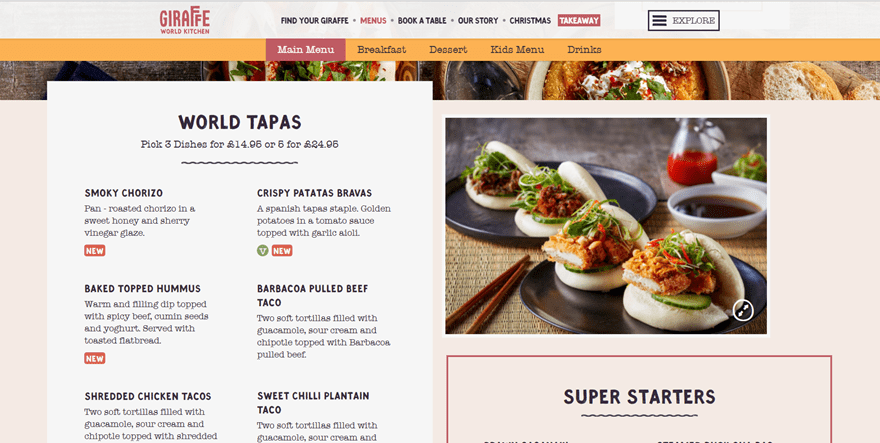 GIRAFFE
WORLD KITCHEN
FIND YOUR GIRAFFE • MENUS • BOOK A TABLE • OUR STORY • CHRISTMAS TAKEAWAY
EXPLORE
Main Menu Breakfast Dessert Kids Menu Drinks
WORLD TAPAS
Pick 3 Dishes for £14.95 or 5 for £24.95
SMOKY CHORIZO
Pan - roasted chorizo in a
sweet honey and sherry
vinegar glaze.
NEW
CRISPY PATATAS BRAVAS
A spanish tapas staple. Golden
potatoes in a tomato sauce
topped with garlic aioli.
V NEW
BAKED TOPPED HUMMUS
Warm and filling dip topped
with spicy beef, cumin seeds
and yoghurt. Served with
toasted flatbread.
NEW
BARBACOA PULLED BEEF
TACO
Two soft tortillas filled with
guacamole, sour cream and
chipotle topped with Barbacoa
pulled beef.
SHREDDED CHICKEN TACOS
Two soft tortillas filled with
guacamole, sour cream and
chipotle topped with shredded
SWEET CHILLI PLANTAIN
TACO
Two soft tortillas filled with
guacamole, sour cream and
SUPER STARTERS